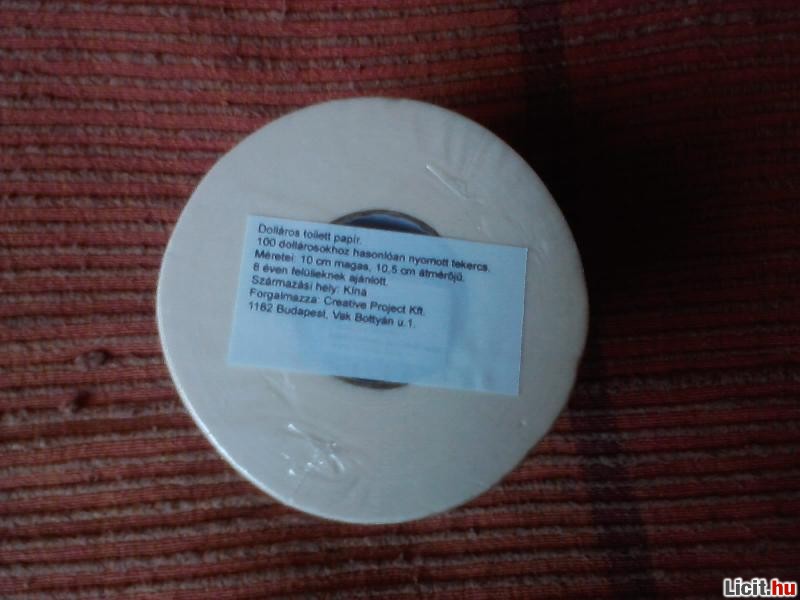 Dolláros toilett papír.
100 dollárosokhoz hasonlóan nyomott tekercs.
Méretei: 10 cm magas, 10,5 cm átmérőjű.
8 éven felülieknek ajánlott.
Származási hely: Kína
Forgalmazza: Creative Project Kft.
1162 Budapest, Vak Bottyán u.1.
Licit.hu